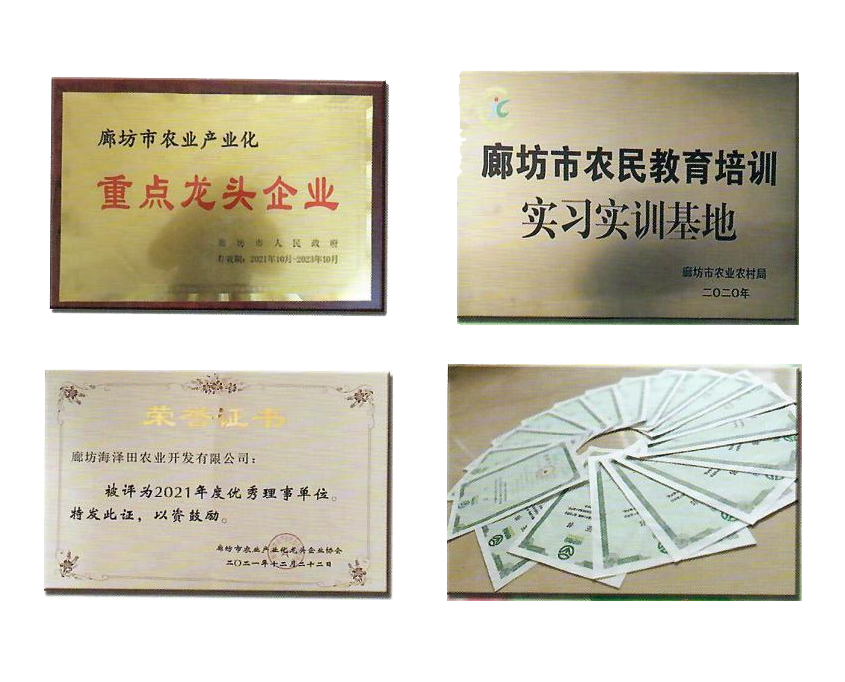 廊坊市农业产业化
重点龙头企业
廊坊市人民政府
有效期：2021年10月-2023年10月
廊坊市农民教育培训
实习实训基地
廊坊市农业农村局
二〇二〇年
荣誉证书
廊坊海泽田农业开发有限公司：
被评为2021年度优秀理事单位。
特发此证，以资鼓励。
廊坊市农业产业化龙头企业协会
二〇二一年十二月二十二日